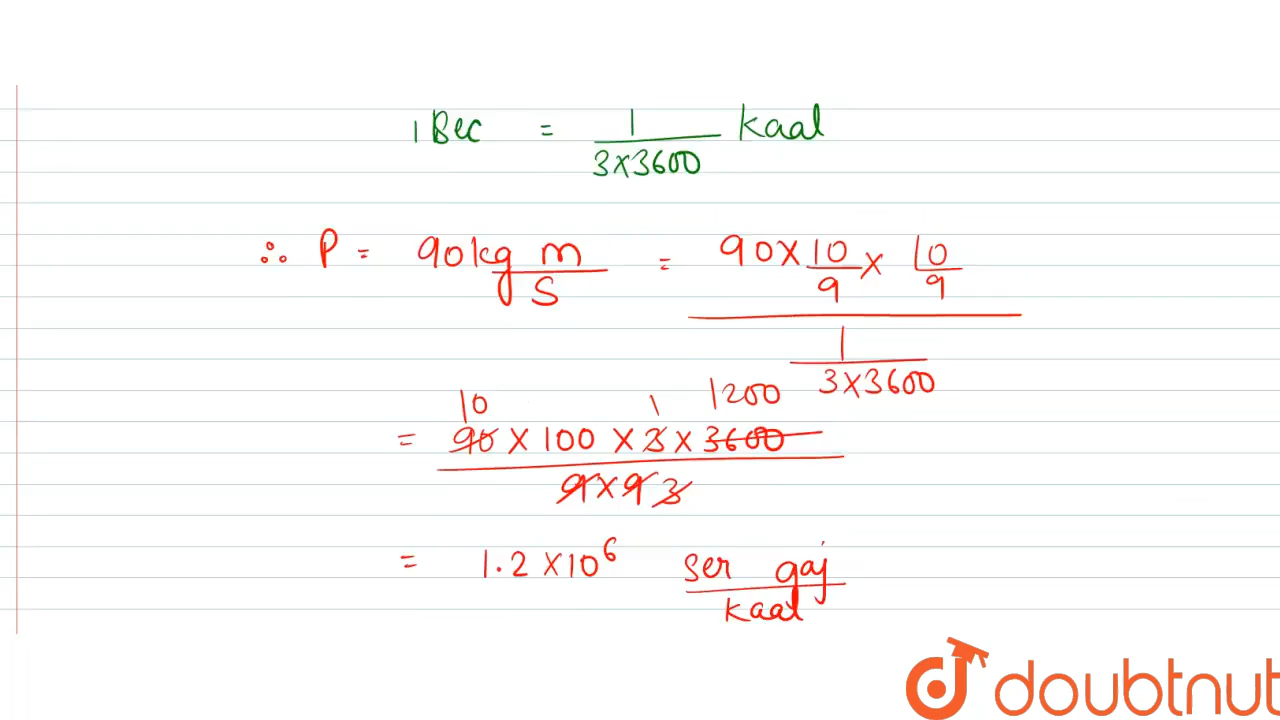 1 Sec = 1/(3×3600) kaal
∴ P = 90 kg m/s = (90 × 10/9 × 10/9)/(1/(3×3600))
10 1 1200
= (90 × 100 × 3 × 3600)/(9×9 3)
= 1.2 × 10^6 ser gaj/kaal
doubtnut